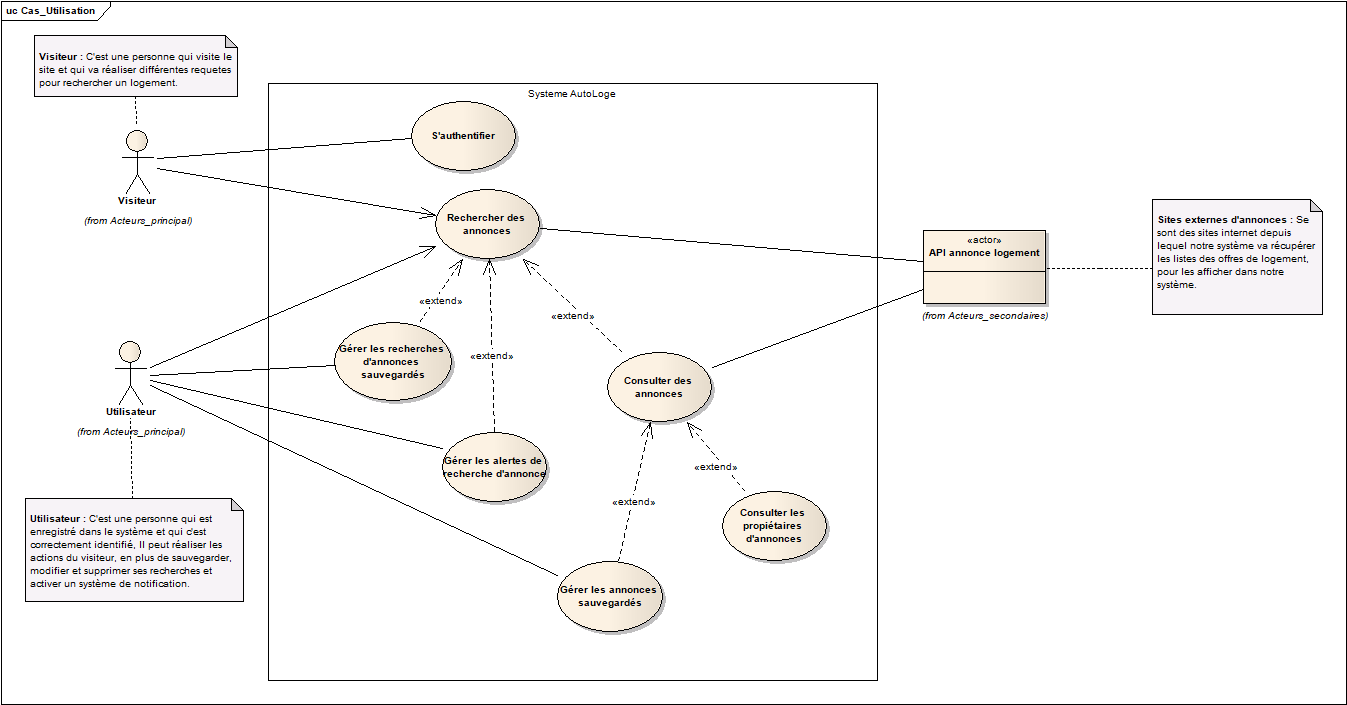 uc Cas_Utilisation
Visiteur : C'est une personne qui visite le
site et qui va réaliser différentes requetes
pour rechercher un logement.
Systeme AutoLoge
S'authentifier
Visiteur
(from Acteurs_principal)
Rechercher des
annonces
Sites externes d'annonces : Se
sont des sites internet depuis
lequel notre système va récupérer
les listes des offres de logement,
pour les afficher dans notre
système.
«actor»
API annonce logement
(from Acteurs_secondaires)
«extend»
«extend»
«extend»
Gérer les recherches
d'annonces
sauvegardés
Consulter des
annonces
Utilisateur
(from Acteurs_principal)
Gérer les alertes de
recherche d'annonce
«extend»
«extend»
Consulter les
propiétaires
d'annonces
Utilisateur : C'est une personne qui est
enregistré dans le système et qui c'est
correctement identifié, Il peut réaliser les
actions du visiteur, en plus de sauvegarder,
modifier et supprimer ses recherches et
activer un système de notification.
Gérer les annonces
sauvegardés